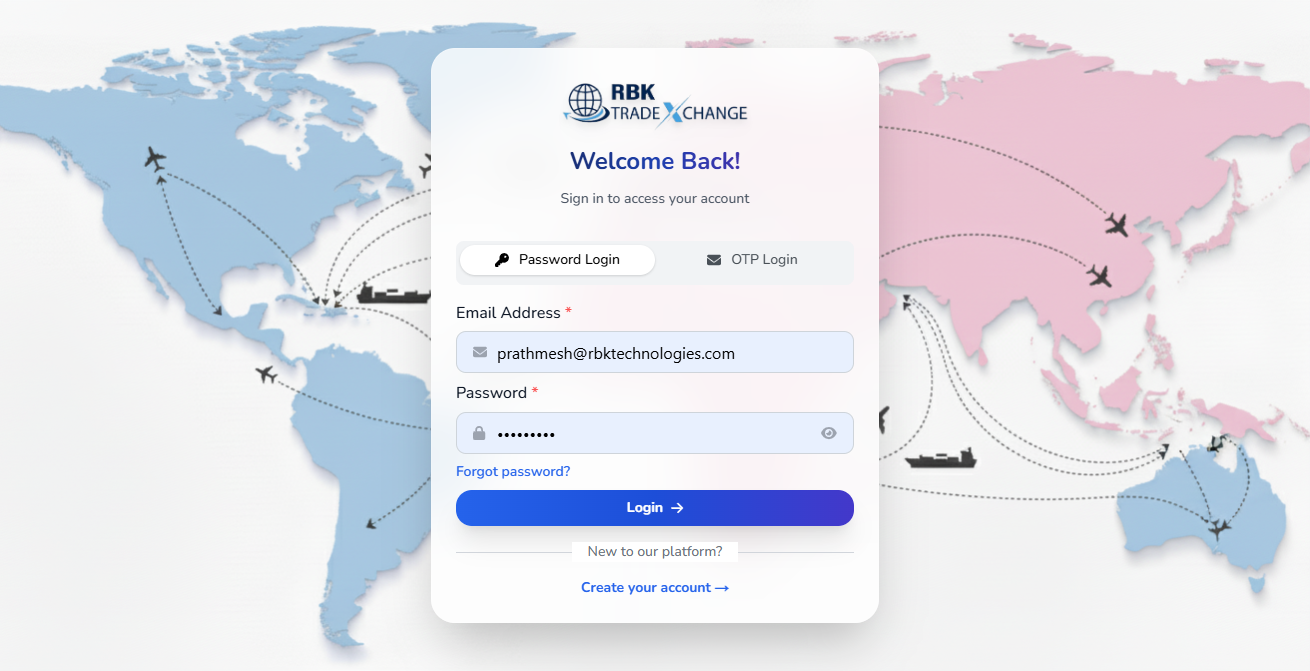 RBK
TRADE XCHANGE
Welcome Back!
Sign in to access your account
Password Login
OTP Login
Email Address *
prathmesh@rbktechnologies.com
Password *
•••••••••
Forgot password?
Login →
New to our platform?
Create your account →